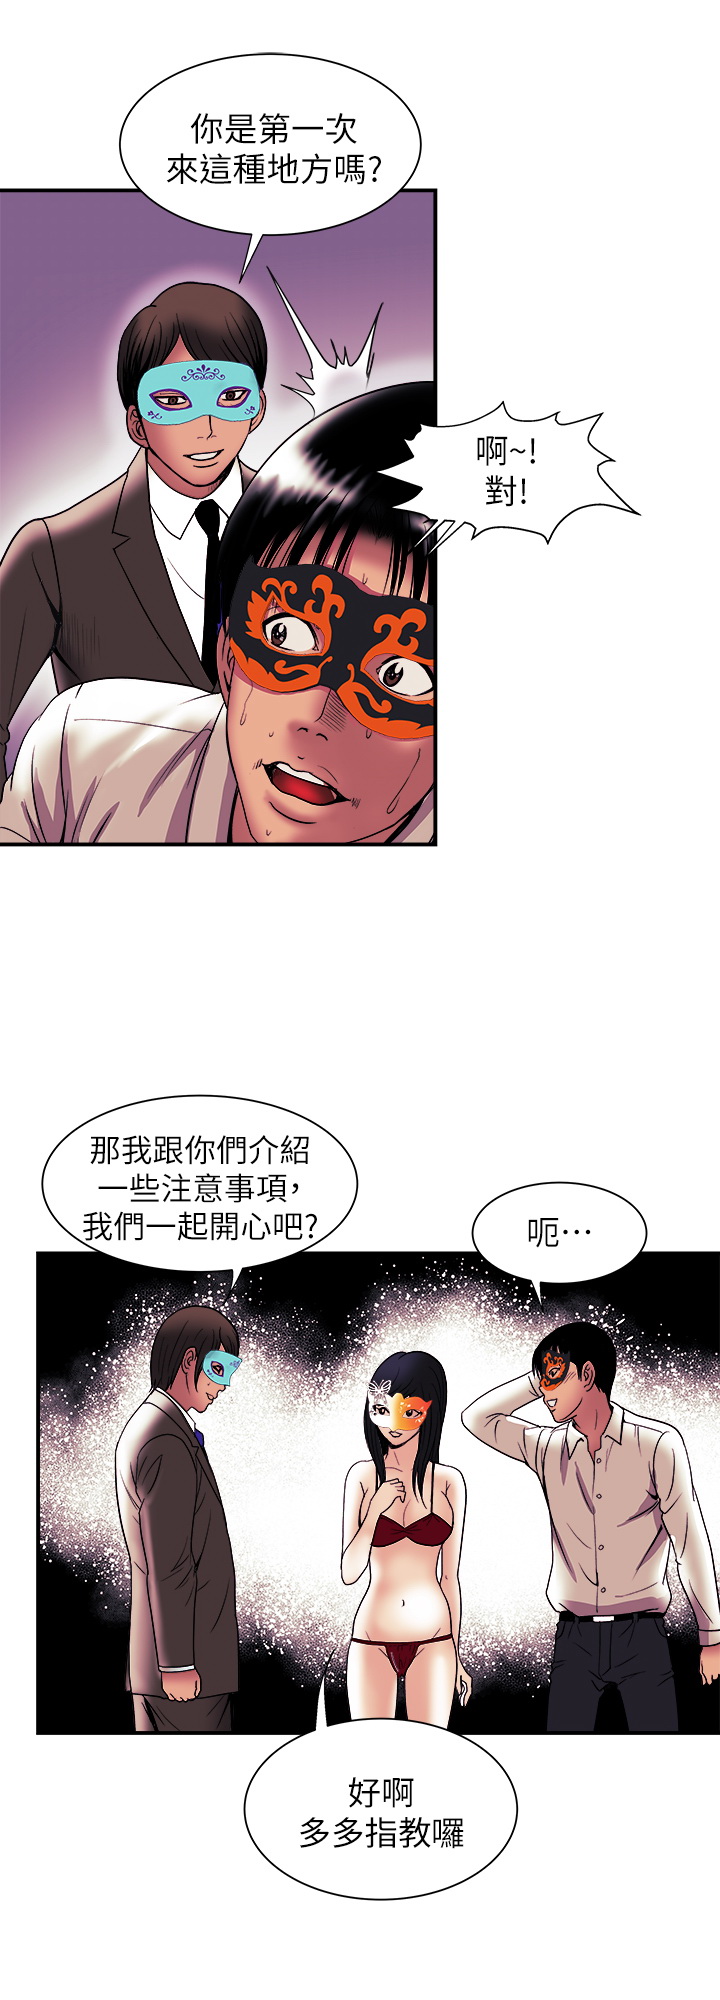 你是第一次
來這種地方嗎?
啊~!
對!
那我跟你們介紹
一些注意事項,
我們一起開心吧?
呃…
好啊
多多指教囉